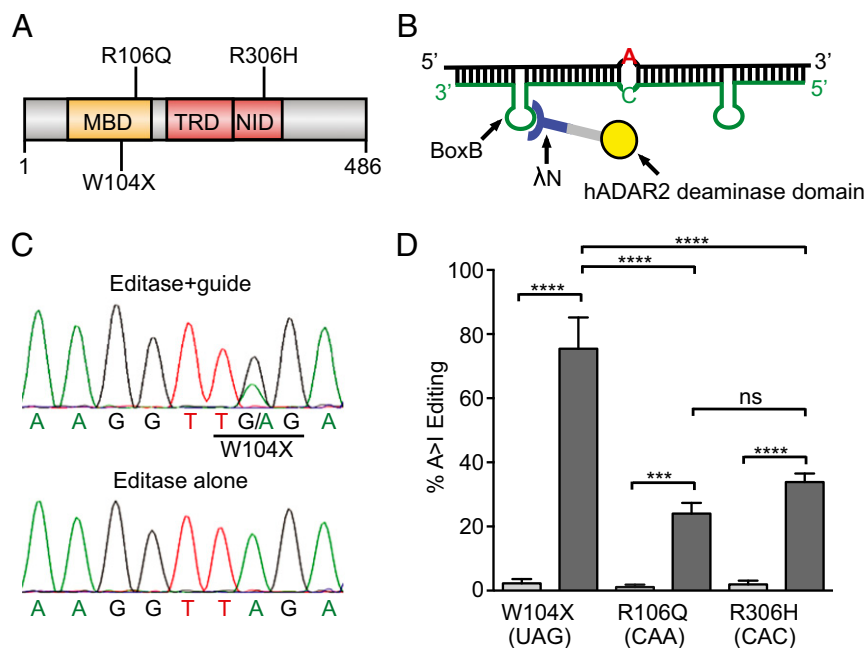 A
R106Q R306H
MBD TRD NID
1 486
W104X
B
5’ A 3’
3’ C 5’
BoxB
λN
hADAR2 deaminase domain
C
Editase+guide
A A G G T T G/A G A
W104X
Editase alone
A A G G T T A G A
D
% A>I Editing
100
80
60
40
20
0
****
****
****
ns
***
****
W104X R106Q R306H
(UAG) (CAA) (CAC)